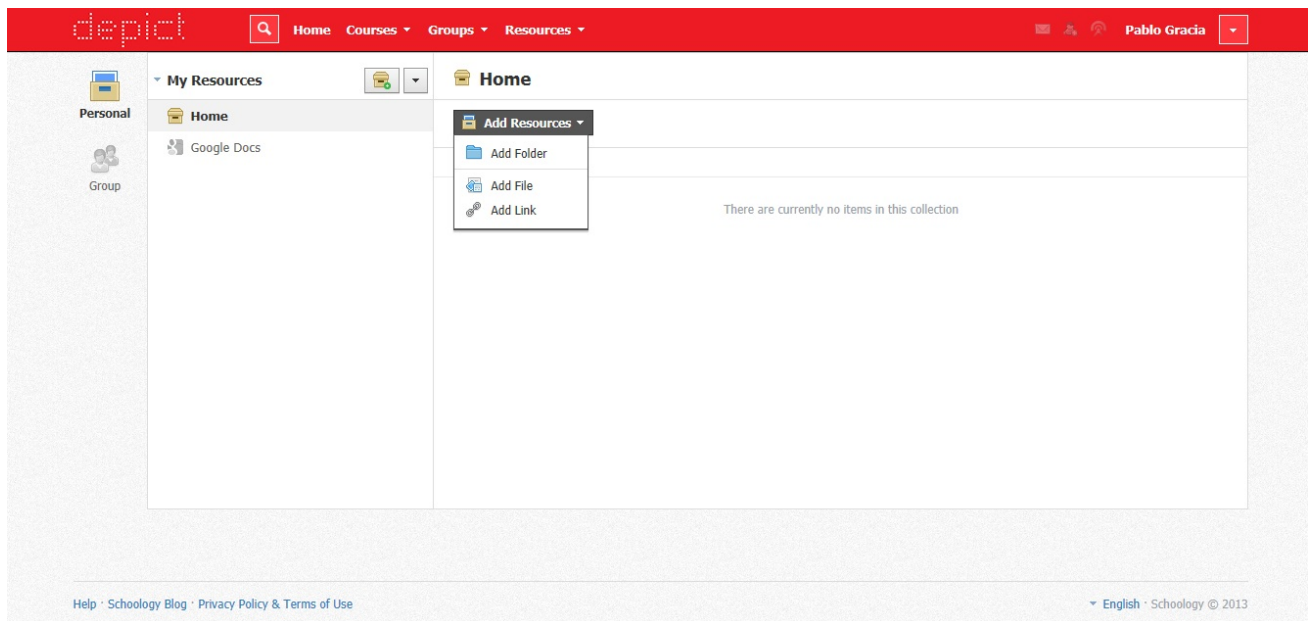 depict Home Courses Groups Resources Pablo Gracia
Personal
Group
My Resources
Home
Google Docs
Home
Add Resources
Add Folder
Add File
Add Link
There are currently no items in this collection
Help · Schoology Blog · Privacy Policy & Terms of Use
English · Schoology © 2013